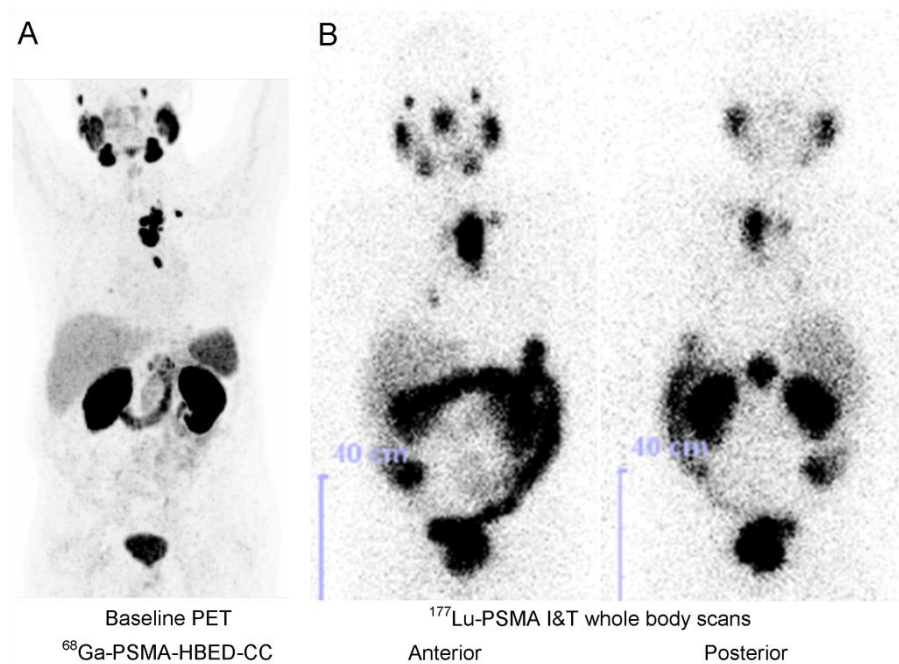 A
B
40 cm
40 cm
Baseline PET
⁶⁸Ga-PSMA-HBED-CC
¹⁷⁷Lu-PSMA I&T whole body scans
Anterior
Posterior